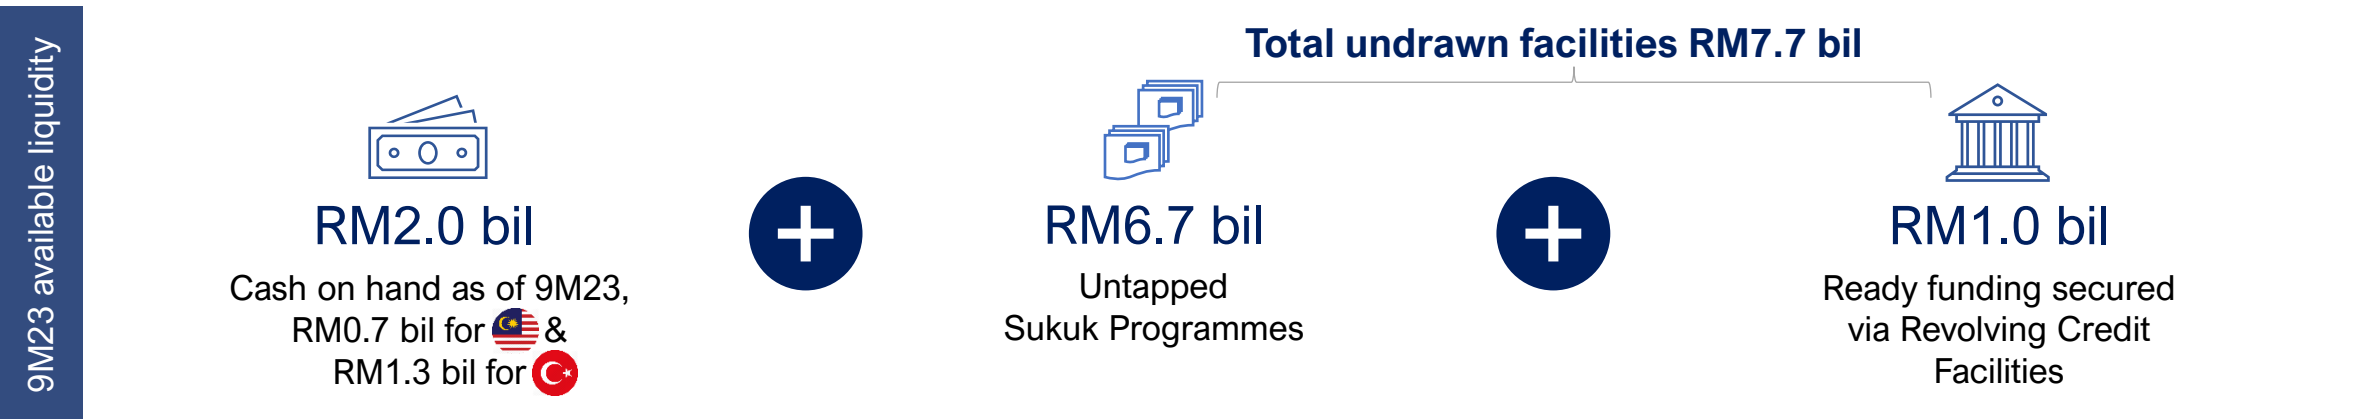 9M23 available liquidity
Total undrawn facilities RM7.7 bil
RM2.0 bil
Cash on hand as of 9M23,
RM0.7 bil for &
RM1.3 bil for
RM6.7 bil
Untapped
Sukuk Programmes
RM1.0 bil
Ready funding secured
via Revolving Credit
Facilities